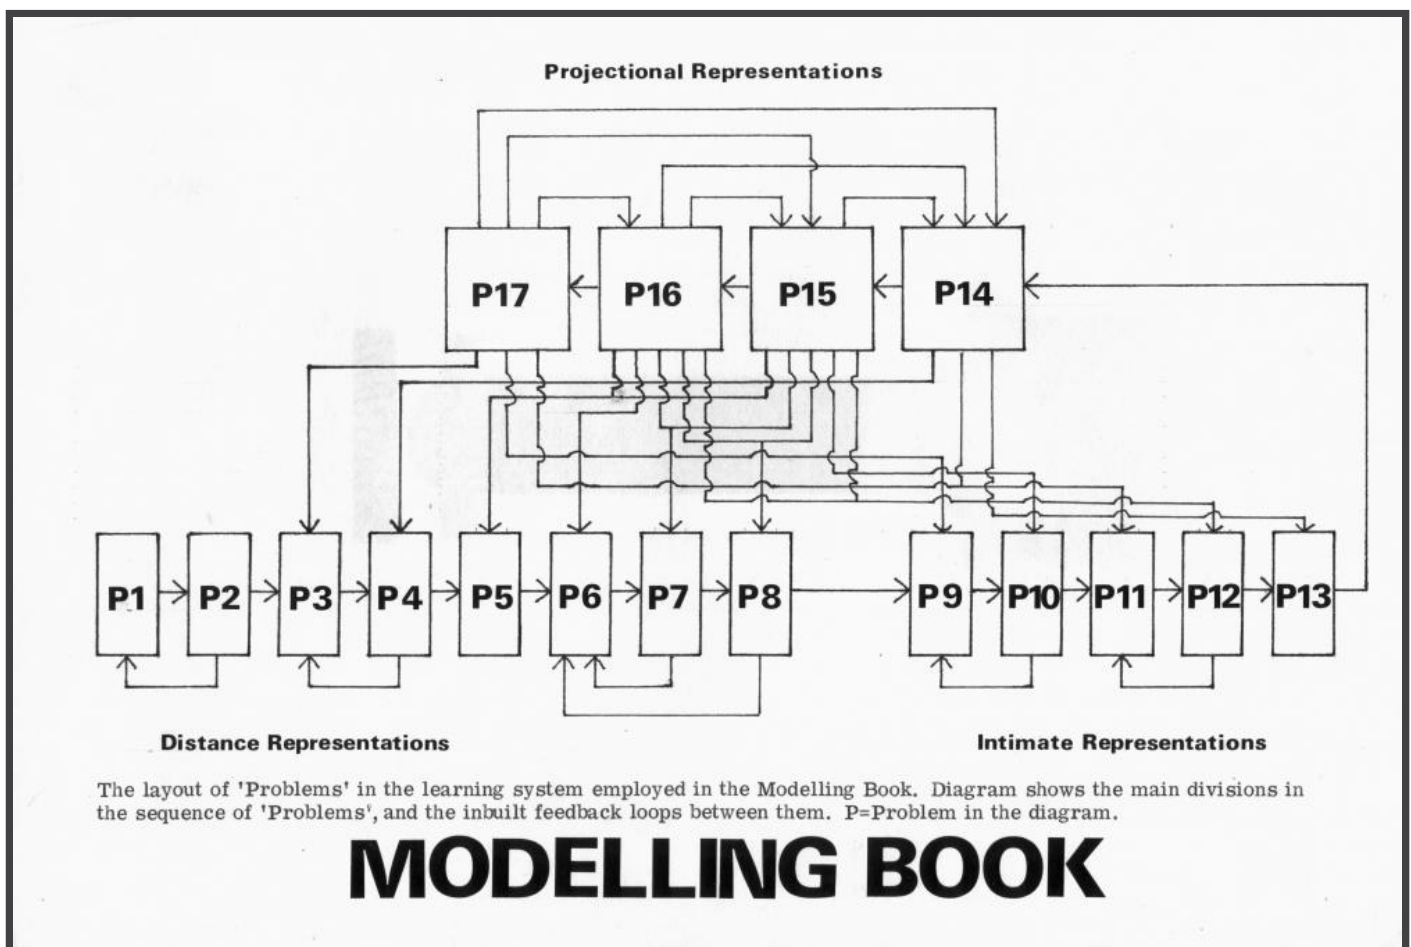 Projectional Representations
P17 P16 P15 P14
P1 P2 P3 P4 P5 P6 P7 P8 P9 P10 P11 P12 P13
Distance Representations Intimate Representations
The layout of 'Problems' in the learning system employed in the Modelling Book. Diagram shows the main divisions in
the sequence of 'Problems', and the inbuilt feedback loops between them. P=Problem in the diagram.
MODELLING BOOK